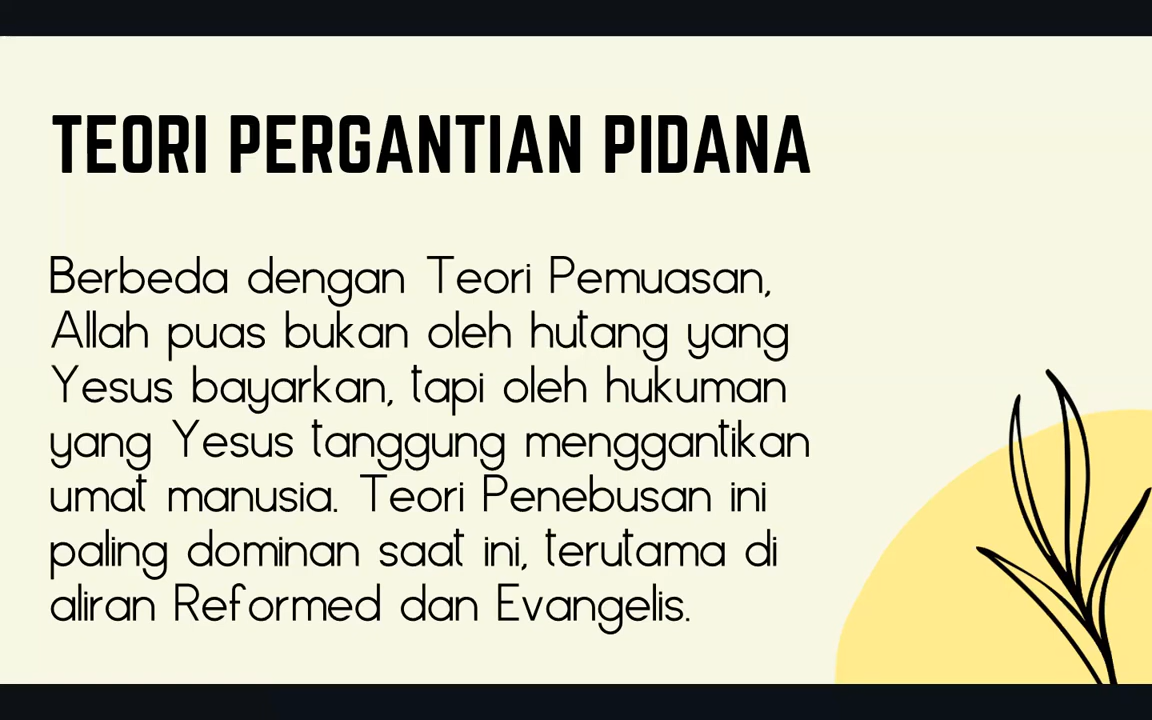 TEORI PERGANTIAN PIDANA
Berbeda dengan Teori Pemuasan,
Allah puas bukan oleh hutang yang
Yesus bayarkan, tapi oleh hukuman
yang Yesus tanggung menggantikan
umat manusia. Teori Penebusan ini
paling dominan saat ini, terutama di
aliran Reformed dan Evangelis.